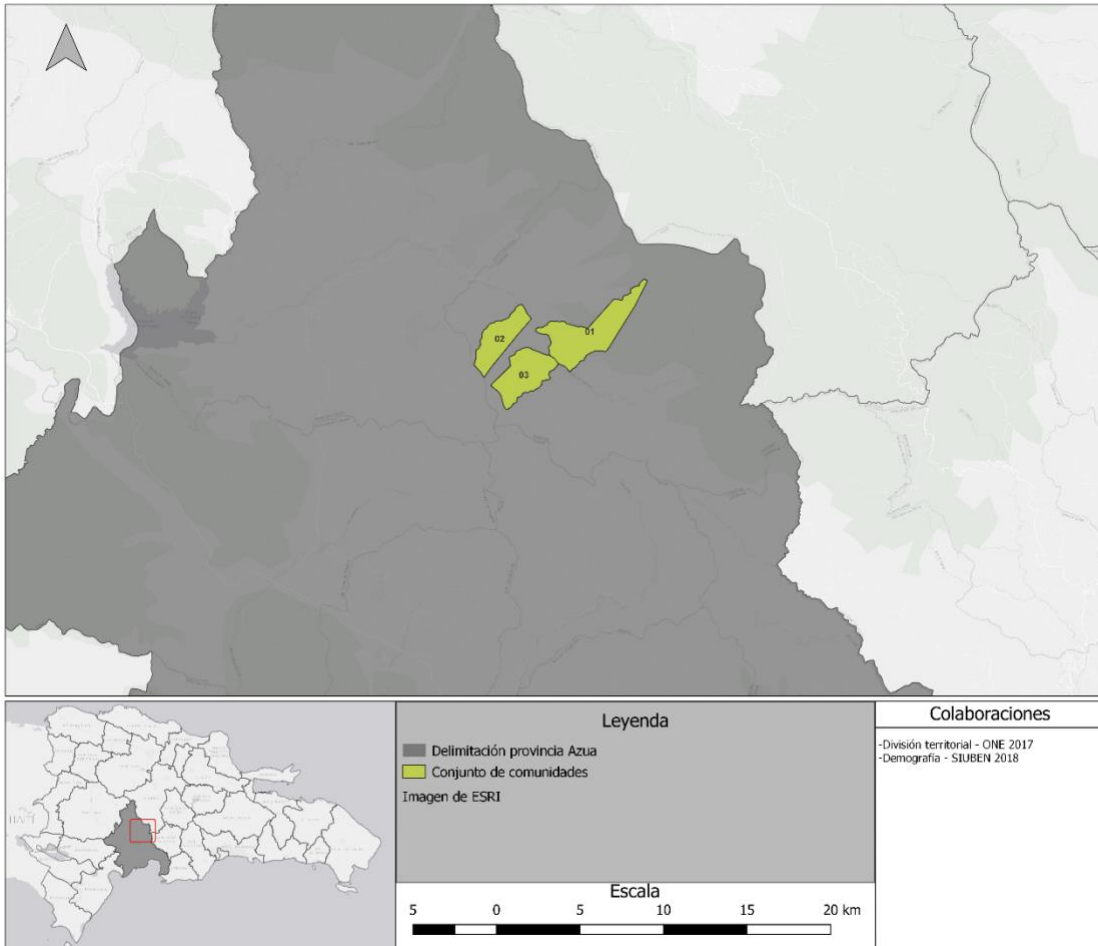 02
01
03
Leyenda
Delimitación provincia Azua
Conjunto de comunidades
Imagen de ESRI
Escala
5 0 5 10 15 20 km
Colaboraciones
-División territorial - ONE 2017
-Demografía - SIUBEN 2018